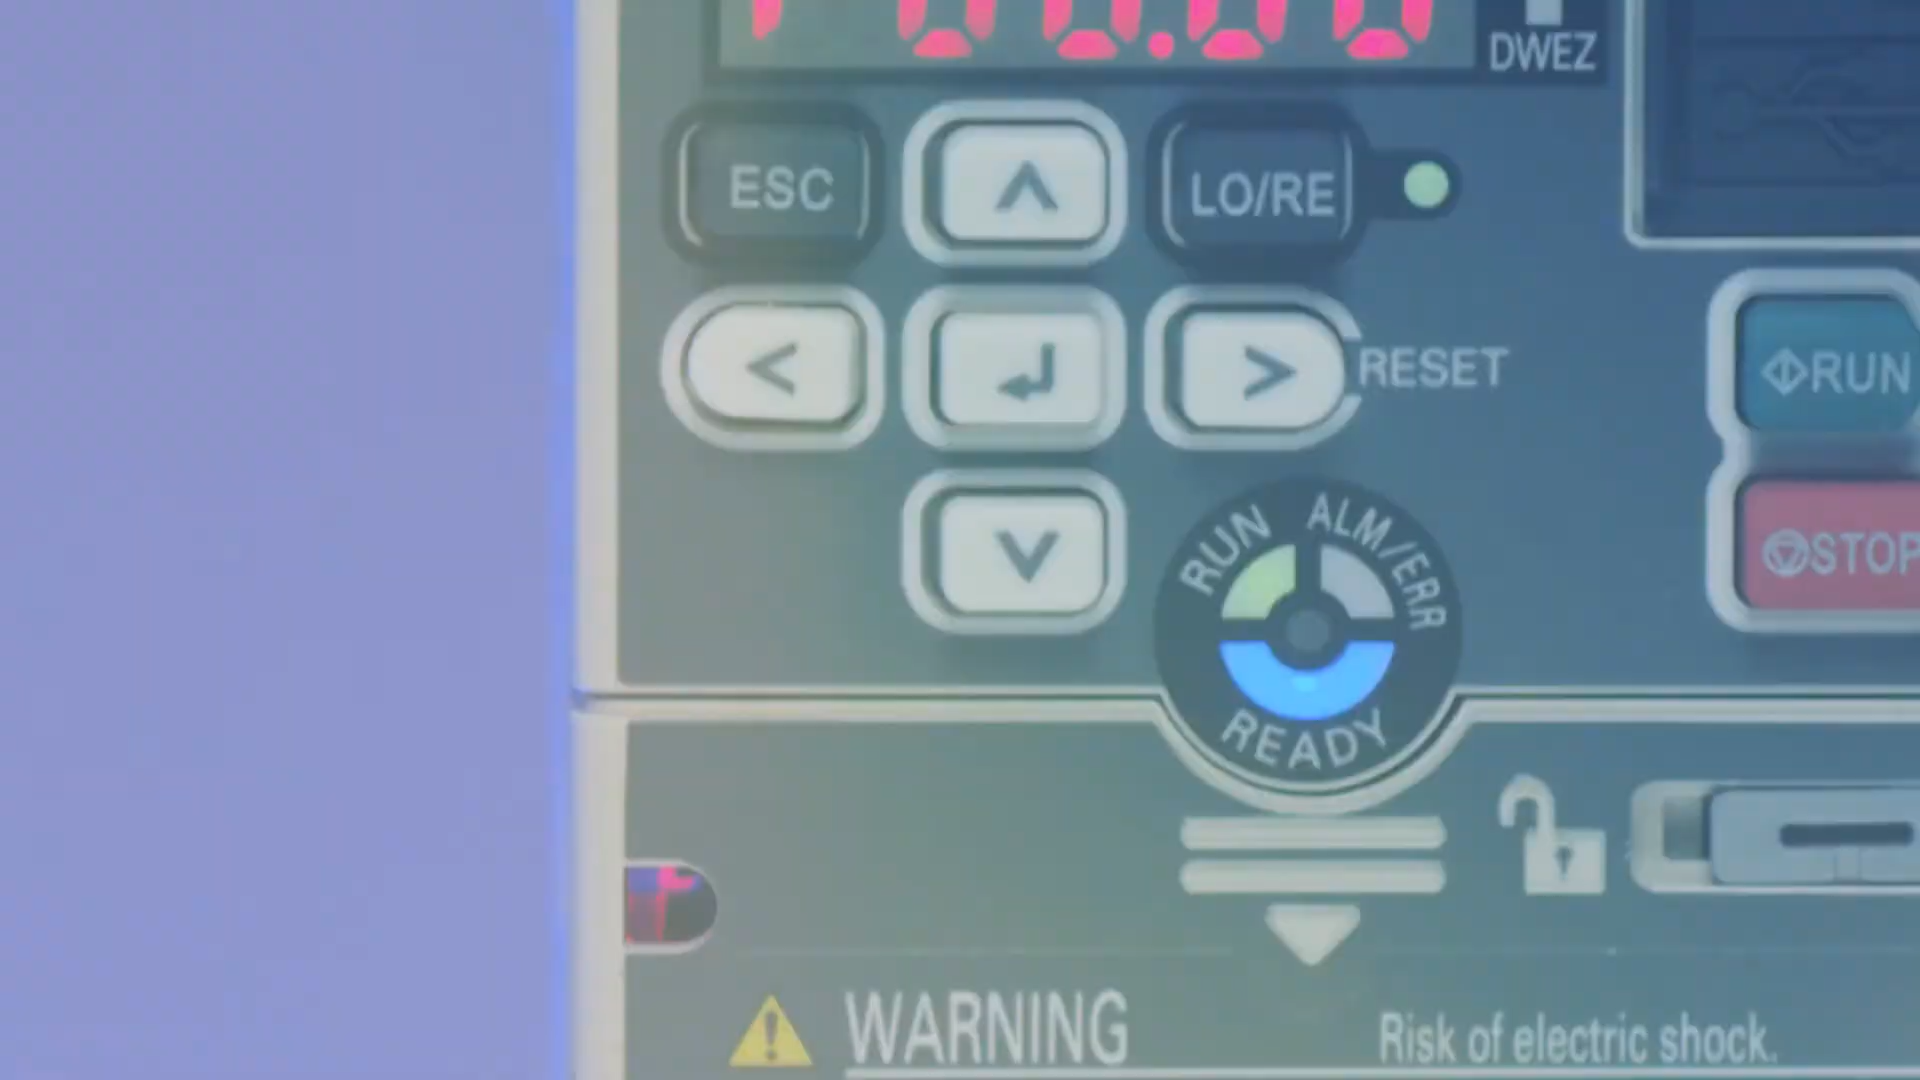 DWEZ
ESC
LO/RE
RESET
RUN
STOP
RUN
ALM/ERR
READY
WARNING
Risk of electric shock.